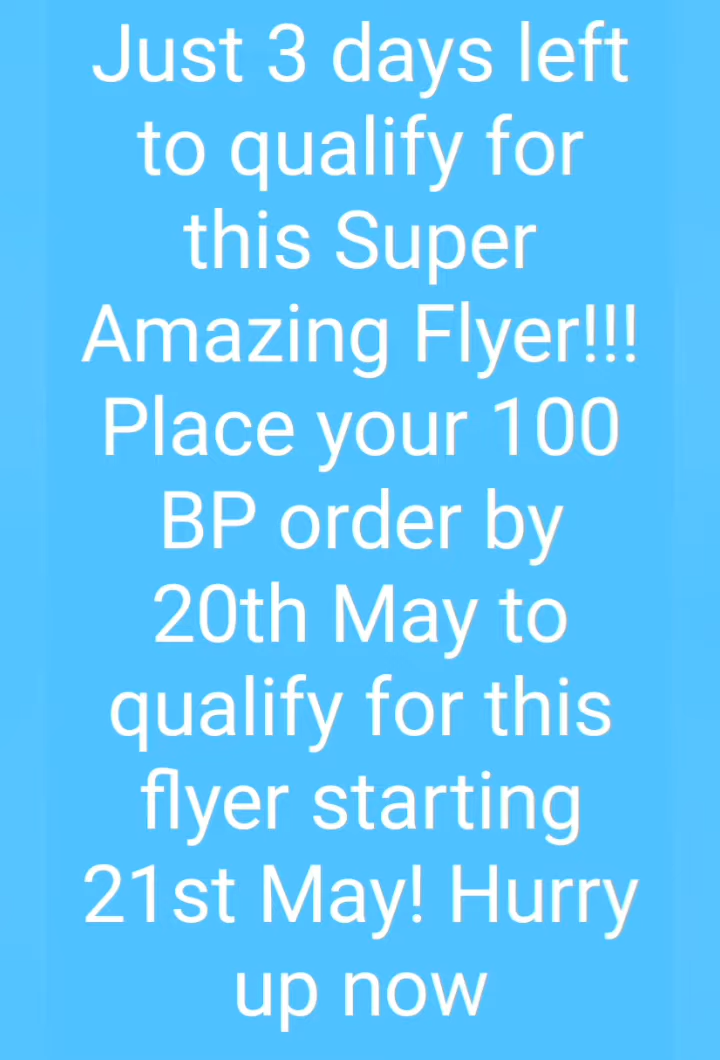 Just 3 days left
to qualify for
this Super
Amazing Flyer!!!
Place your 100
BP order by
20th May to
qualify for this
flyer starting
21st May! Hurry
up now